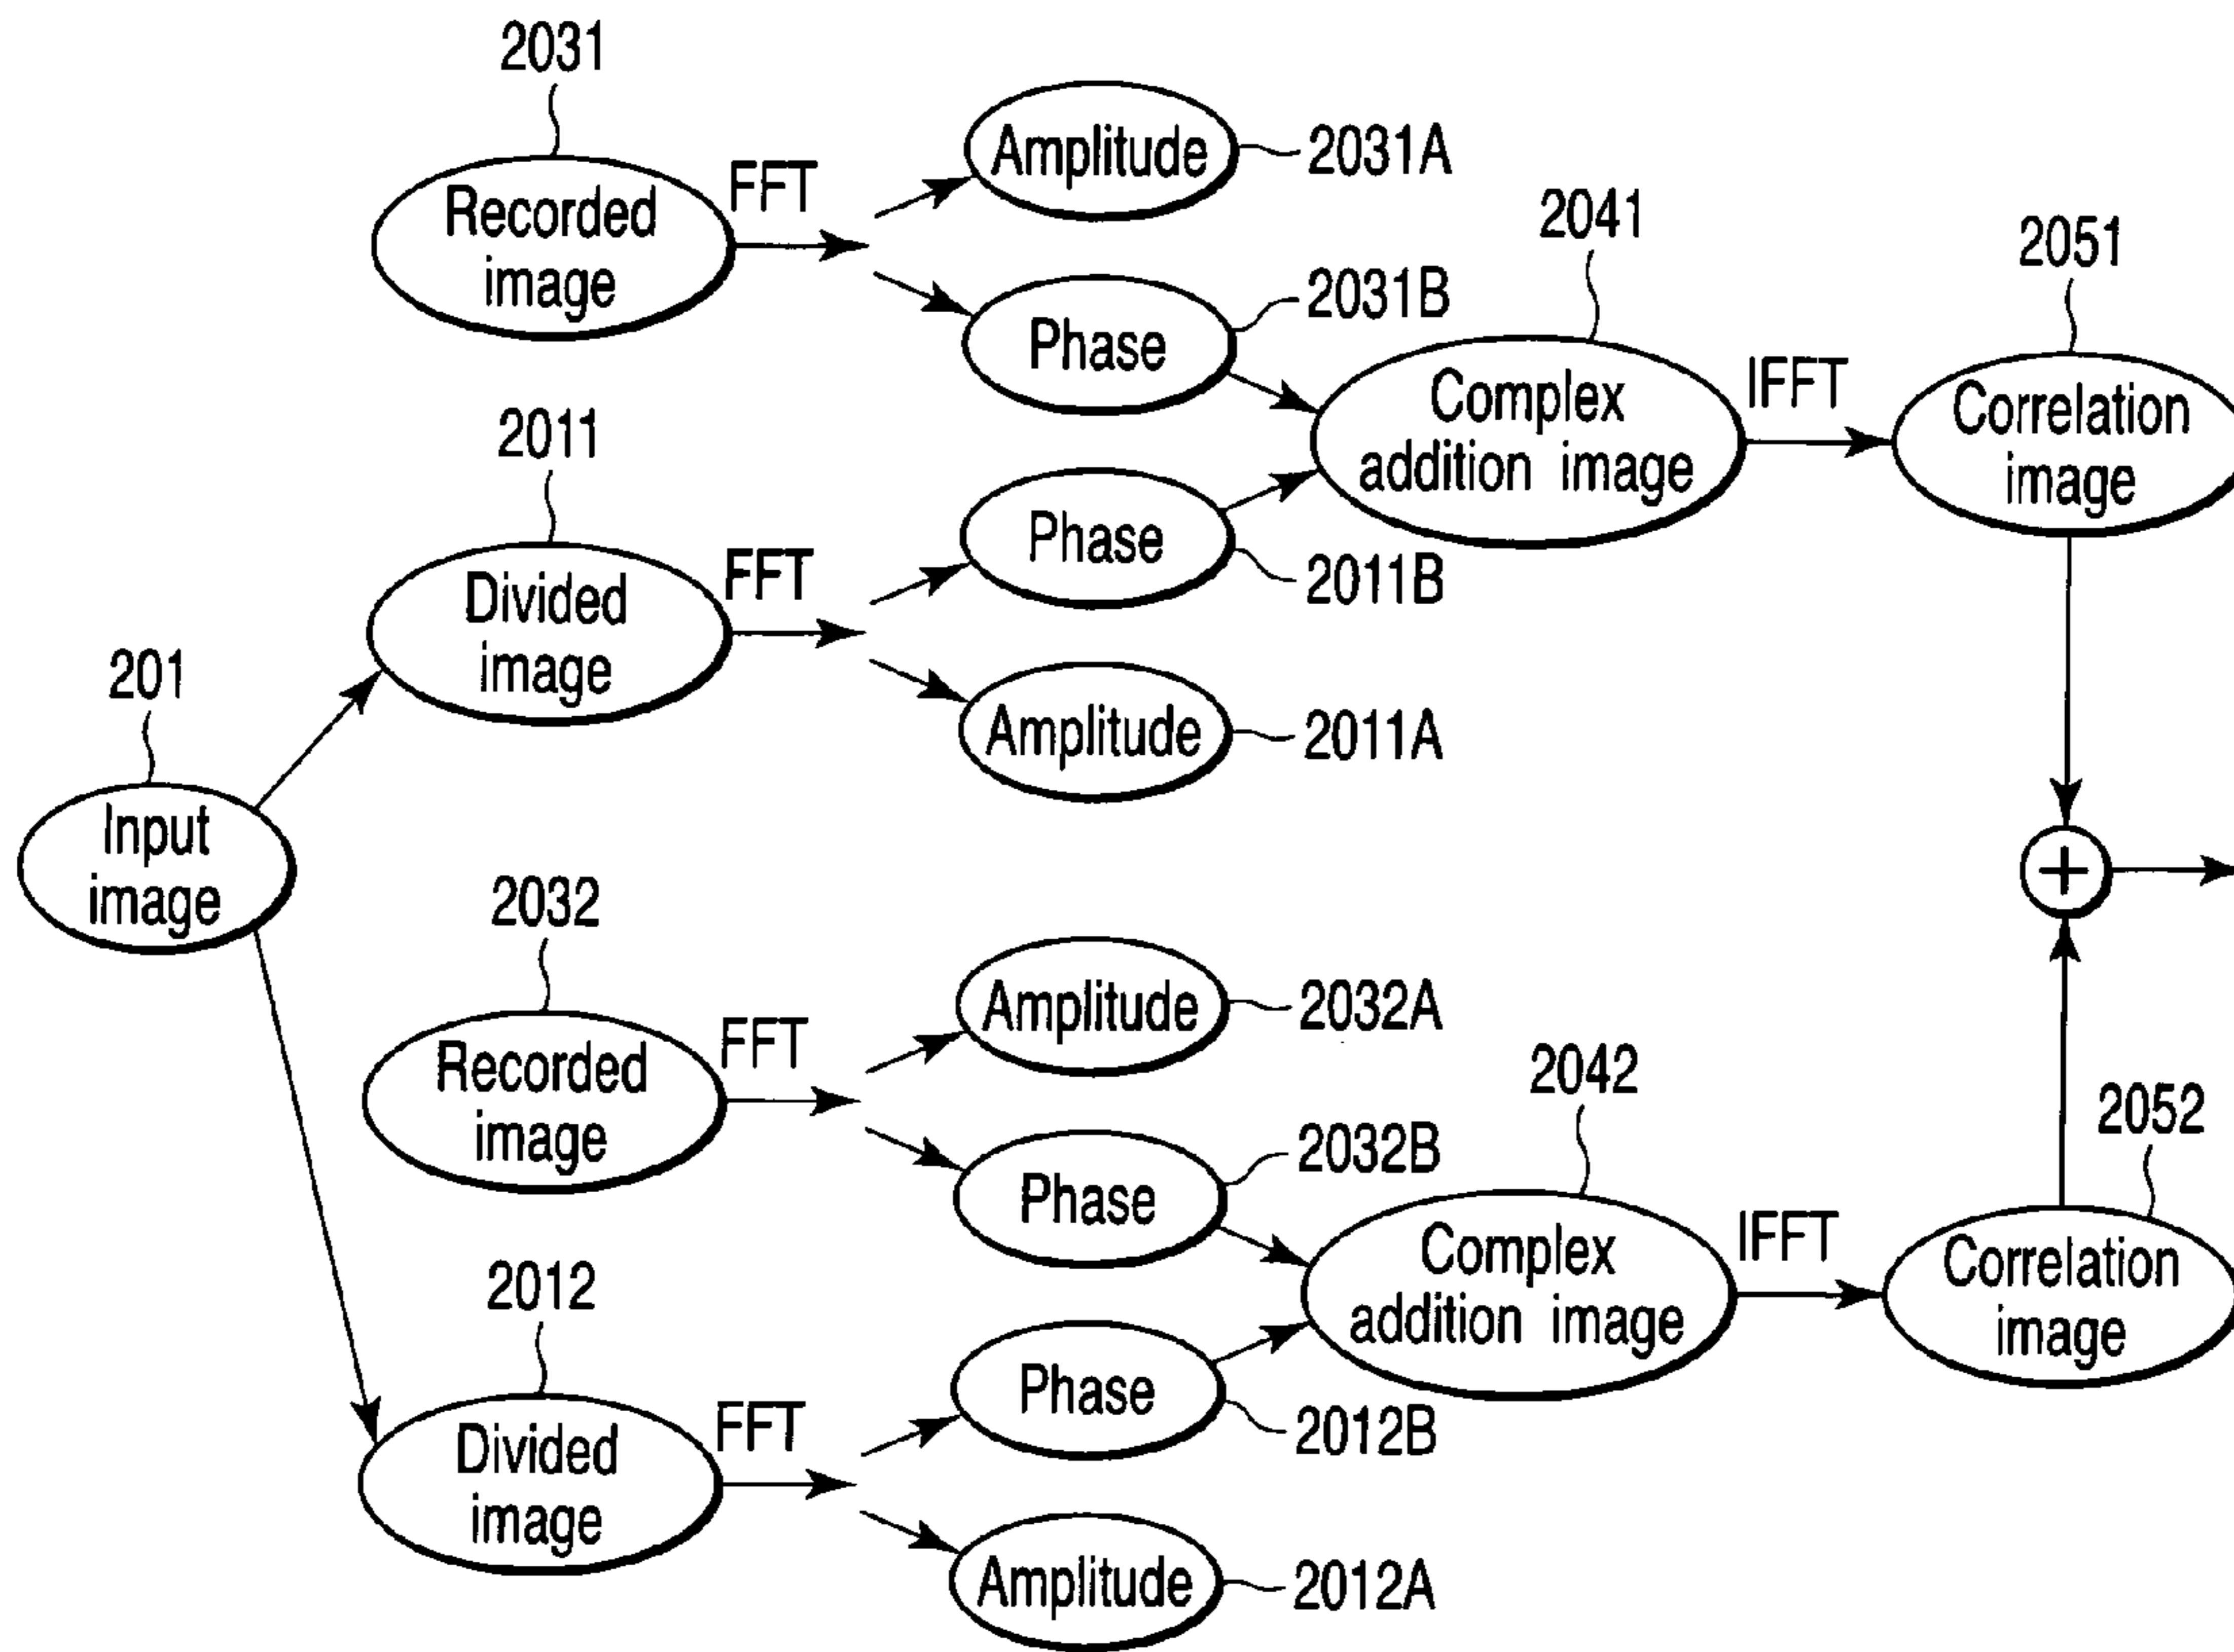 2031
Recorded
image
FFT
Amplitude
2031A
Phase
2031B
2041
Complex
addition image
IFFT
2051
Correlation
image
2011
Divided
image
FFT
Phase
2011B
Amplitude
2011A
201
Input
image
+
2032
Recorded
image
FFT
Amplitude
2032A
Phase
2032B
2042
Complex
addition image
IFFT
2052
Correlation
image
2012
Divided
image
FFT
Phase
2012B
Amplitude
2012A